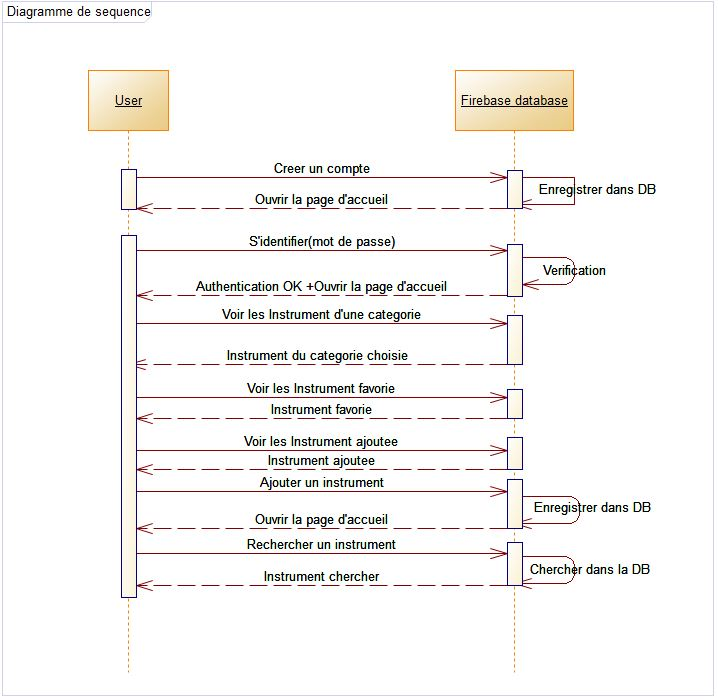 Diagramme de sequence
User
Firebase database
Creer un compte
Enregistrer dans DB
Ouvrir la page d'accueil
S'identifier(mot de passe)
Verification
Authentication OK +Ouvrir la page d'accueil
Voir les Instrument d'une categorie
Instrument du categorie choisie
Voir les Instrument favorie
Instrument favorie
Voir les Instrument ajoutee
Instrument ajoutee
Ajouter un instrument
Enregistrer dans DB
Ouvrir la page d'accueil
Rechercher un instrument
Chercher dans la DB
Instrument chercher